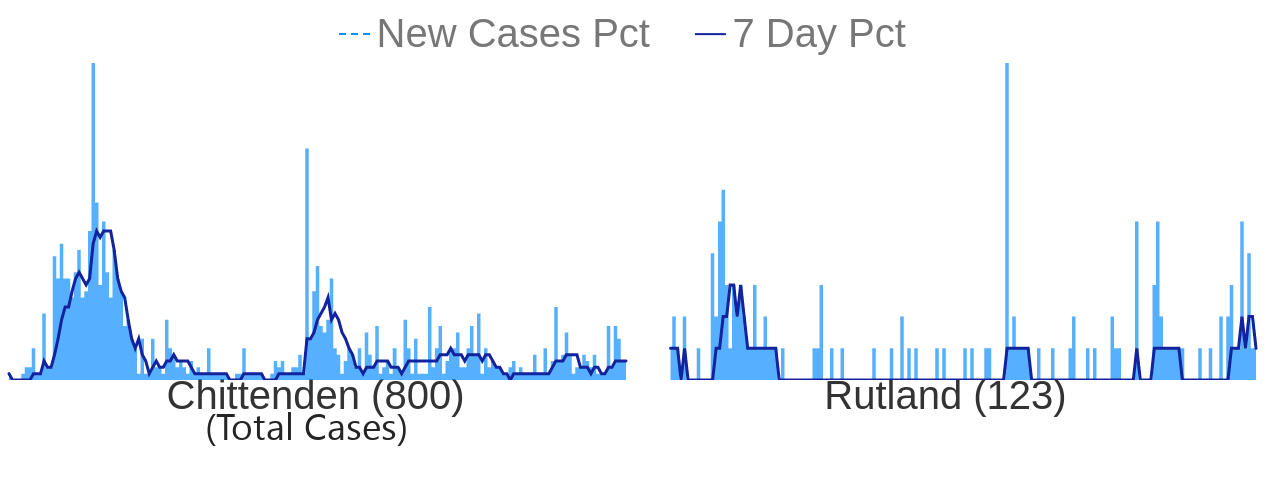 New Cases Pct 7 Day Pct
Chittenden (800) Rutland (123)
(Total Cases)